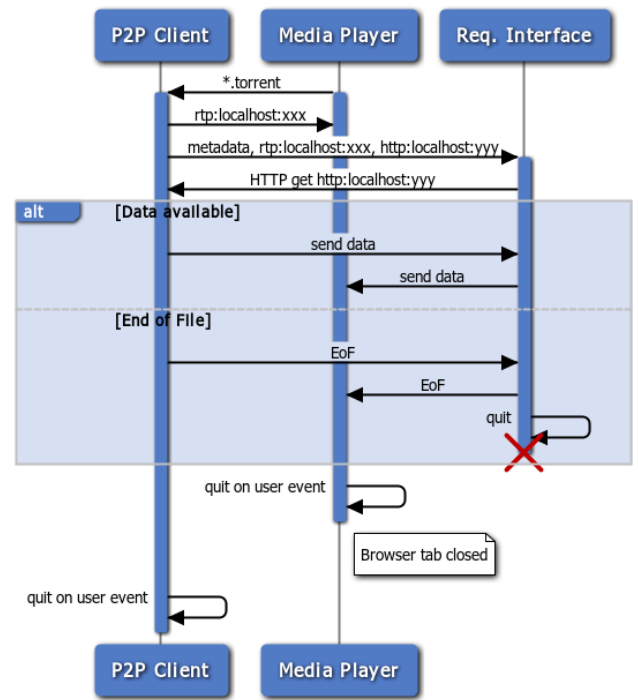 P2P Client
Media Player
Req. Interface
*.torrent
rtp:localhost:xxx
metadata, rtp:localhost:xxx, http:localhost:yyy
HTTP get http:localhost:yyy
alt
[Data available]
send data
send data
[End of File]
EoF
EoF
quit
quit on user event
Browser tab closed
quit on user event
P2P Client
Media Player